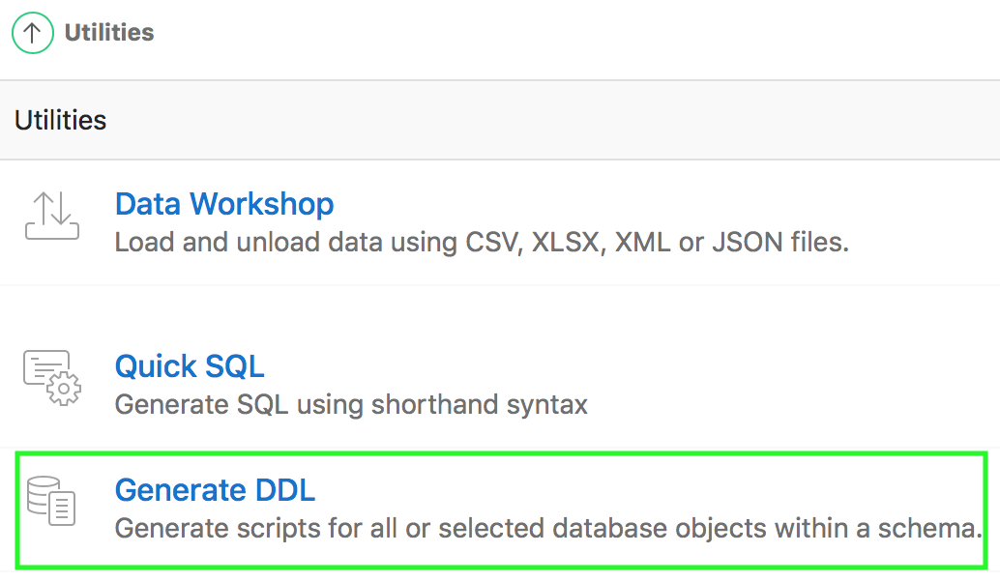 Utilities
Utilities
Data Workshop
Load and unload data using CSV, XLSX, XML or JSON files.
Quick SQL
Generate SQL using shorthand syntax
Generate DDL
Generate scripts for all or selected database objects within a schema.